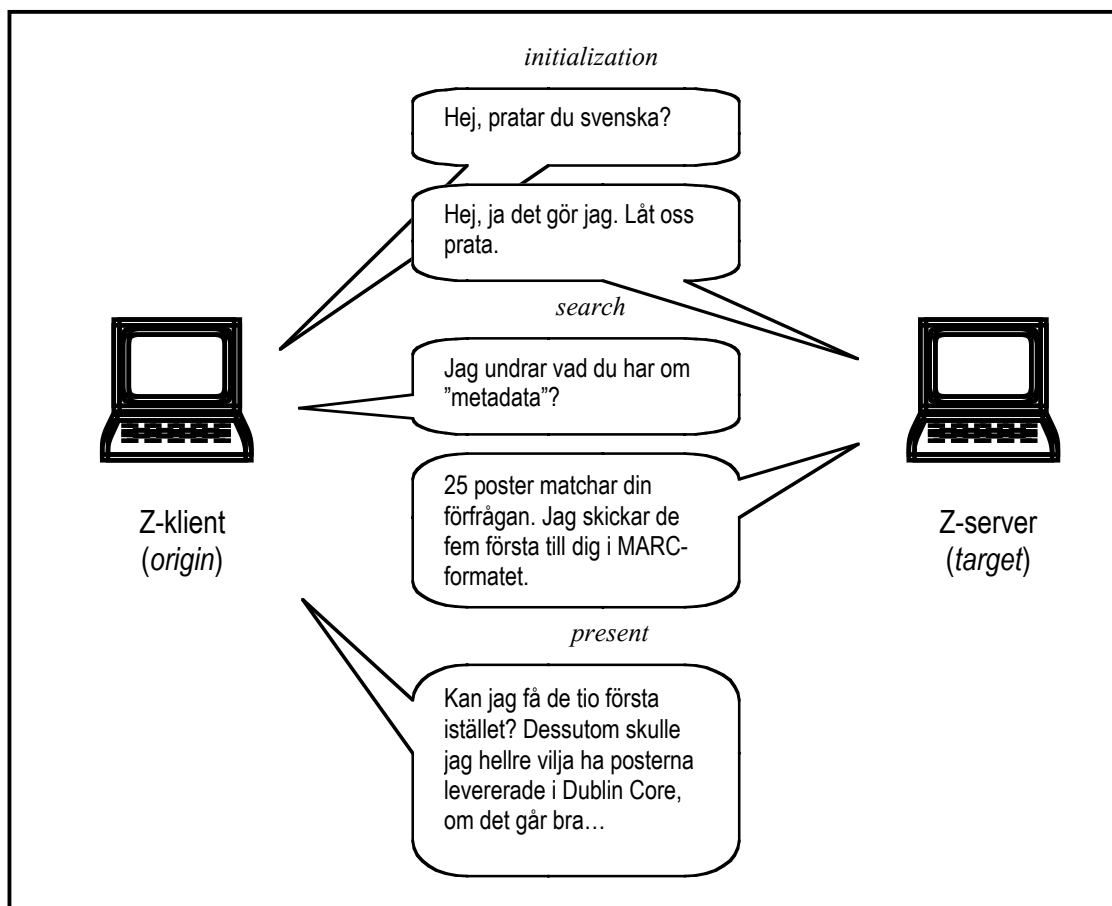 initialization
Hej, pratar du svenska?
Hej, ja det gör jag. Låt oss
prata.
search
Jag undrar vad du har om
”metadata”?
25 poster matchar din
förfrågan. Jag skickar de
fem första till dig i MARC-
formatet.
Z-klient
(origin)
Z-server
(target)
present
Kan jag få de tio första
istället? Dessutom skulle
jag hellre vilja ha posterna
levererade i Dublin Core,
om det går bra…